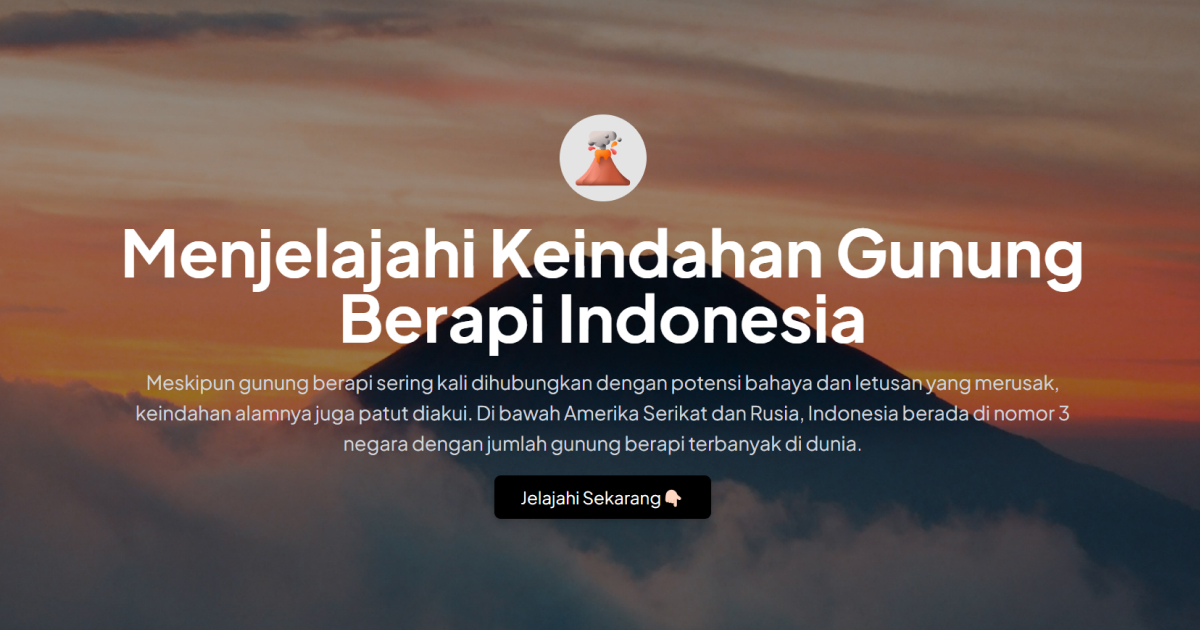 Menjelajahi Keindahan Gunung
Berapi Indonesia
Meskipun gunung berapi sering kali dihubungkan dengan potensi bahaya dan letusan yang merusak,
keindahan alamnya juga patut diakui. Di bawah Amerika Serikat dan Rusia, Indonesia berada di nomor 3
negara dengan jumlah gunung berapi terbanyak di dunia.
Jelajahi Sekarang👇🏻